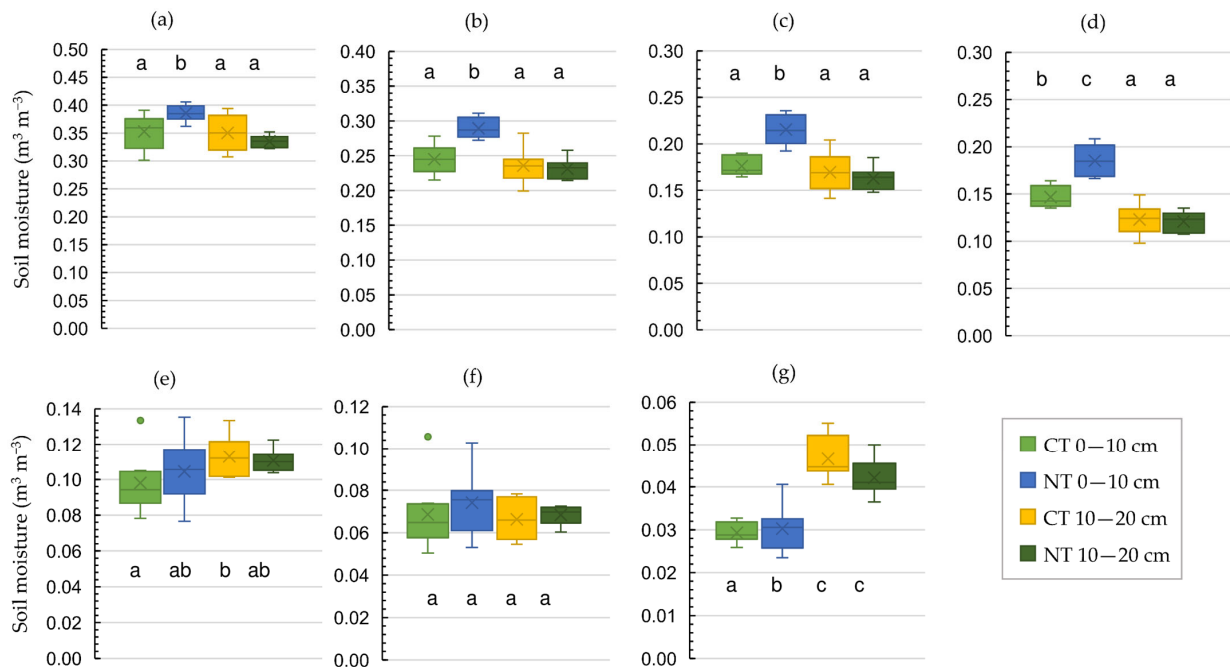 (a)
(b)
(c)
(d)
Soil moisture (m³ m⁻³)
0.50
0.45
0.40
0.35
0.30
0.25
0.20
0.15
0.10
0.05
0.00
a b a a
0.40
0.35
0.30
0.25
0.20
0.15
0.10
0.05
0.00
a b a a
0.30
0.25
0.20
0.15
0.10
0.05
0.00
a b a a
0.30
0.25
0.20
0.15
0.10
0.05
0.00
b c a a
(e)
(f)
(g)
Soil moisture (m³ m⁻³)
0.14
0.12
0.10
0.08
0.06
0.04
0.02
0.00
a ab b ab
0.12
0.10
0.08
0.06
0.04
0.02
0.00
a a a a
0.06
0.05
0.04
0.03
0.02
0.01
0.00
a b c c
CT 0—10 cm
NT 0—10 cm
CT 10—20 cm
NT 10—20 cm